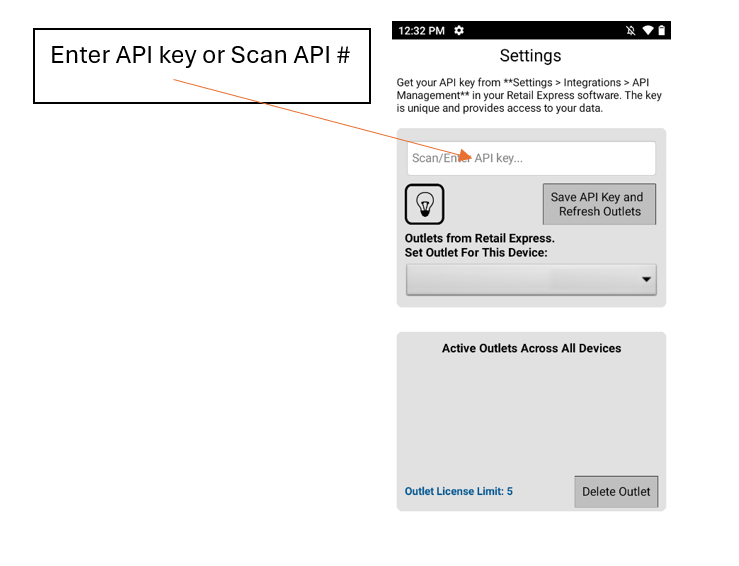 Enter API key or Scan API #
12:32 PM
Settings
Get your API key from **Settings > Integrations > API
Management** in your Retail Express software. The key
is unique and provides access to your data.
Scan/Enter API key...
Save API Key and
Refresh Outlets
Outlets from Retail Express.
Set Outlet For This Device:
Active Outlets Across All Devices
Outlet License Limit: 5
Delete Outlet